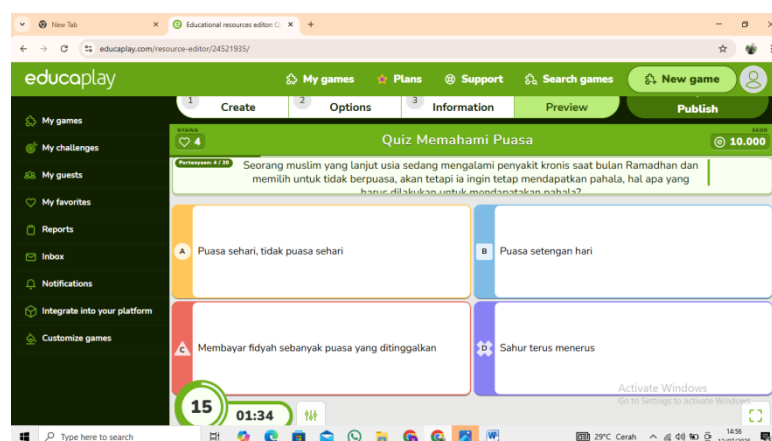 New Tab
Educational resources editor: C
educaplay.com/resource-editor/24521935/
educaplay
My games
Plans
Support
Search games
New game
1 Create
2 Options
3 Information
Preview
Publish
My games
My challenges
My guests
My favorites
Reports
Inbox
Notifications
Integrate into your platform
Customize games
4
Quiz Memahami Puasa
10.000
Pertanyaan: 4 / 20
Seorang muslim yang lanjut usia sedang mengalami penyakit kronis saat bulan Ramadhan dan
memilih untuk tidak berpuasa, akan tetapi ia ingin tetap mendapatkan pahala, hal apa yang
harus dilakukan untuk mendapatakan pahala?
A Puasa sehari, tidak puasa sehari
B Puasa setengan hari
C Membayar fidyah sebanyak puasa yang ditinggalkan
D Sahur terus menerus
15
01:34
Activate Windows
Go to Settings to activate Windows.
Type here to search
29°C Cerah
14:56